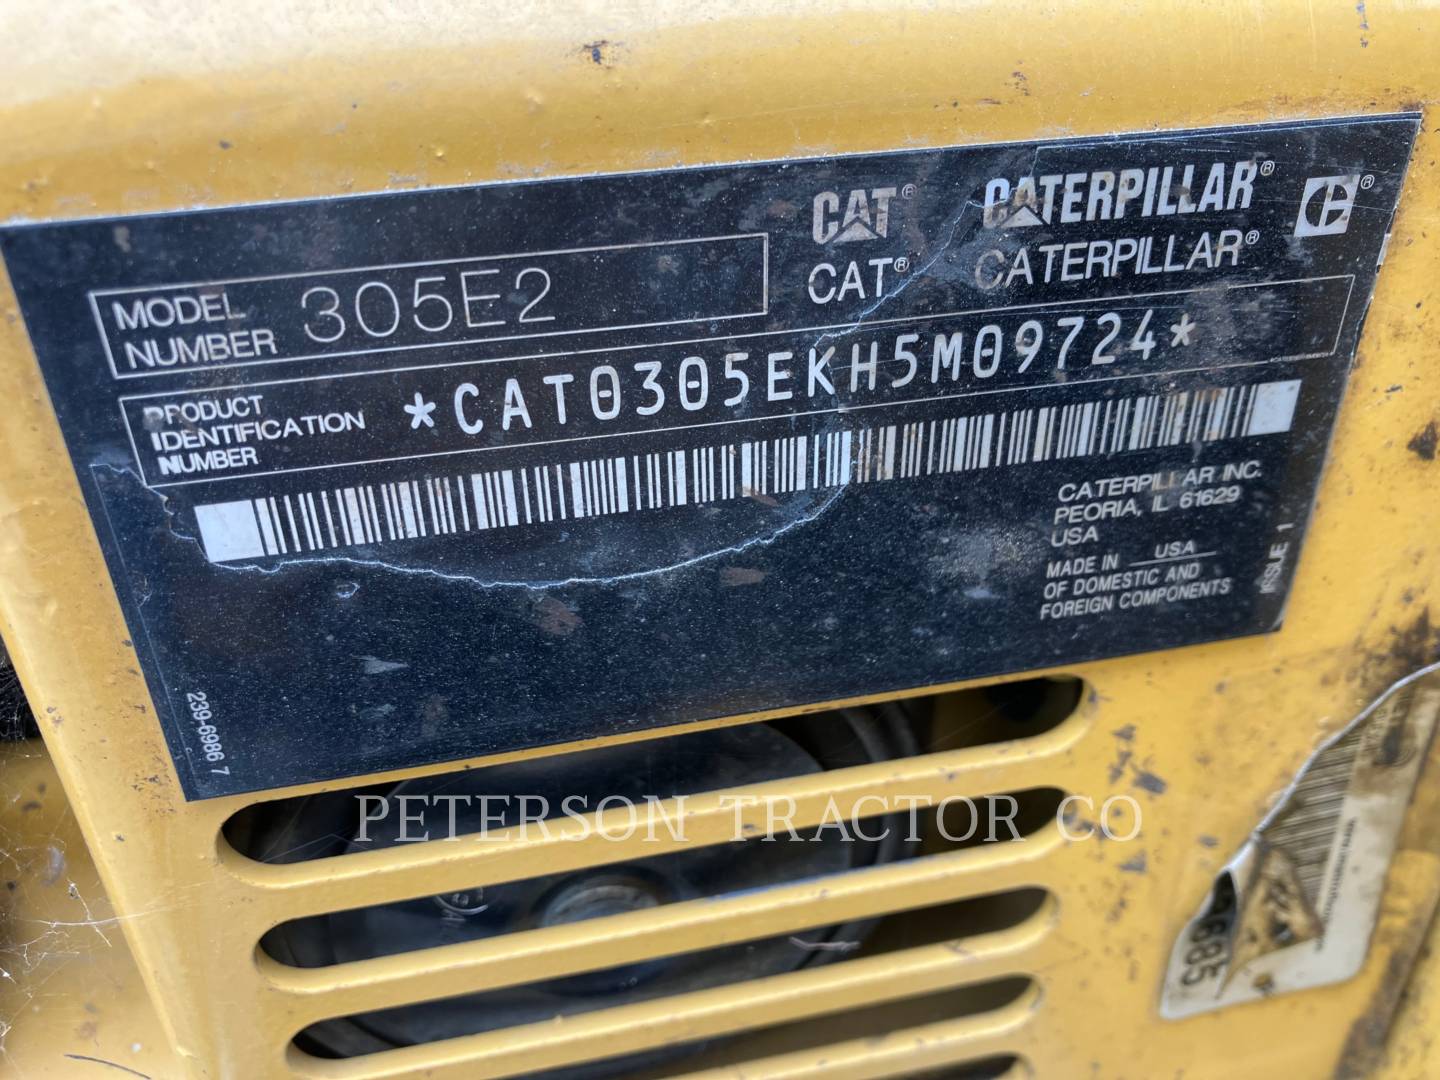 CAT® CATERPILLAR®
CAT® CATERPILLAR®
MODEL NUMBER 305E2
PRODUCT IDENTIFICATION NUMBER *CAT0305EKH5M09724*
CATERPILLAR INC.
PEORIA, IL 61629
USA
MADE IN USA
OF DOMESTIC AND
FOREIGN COMPONENTS
ISSUE 1
239-6986 7
PETERSON TRACTOR CO